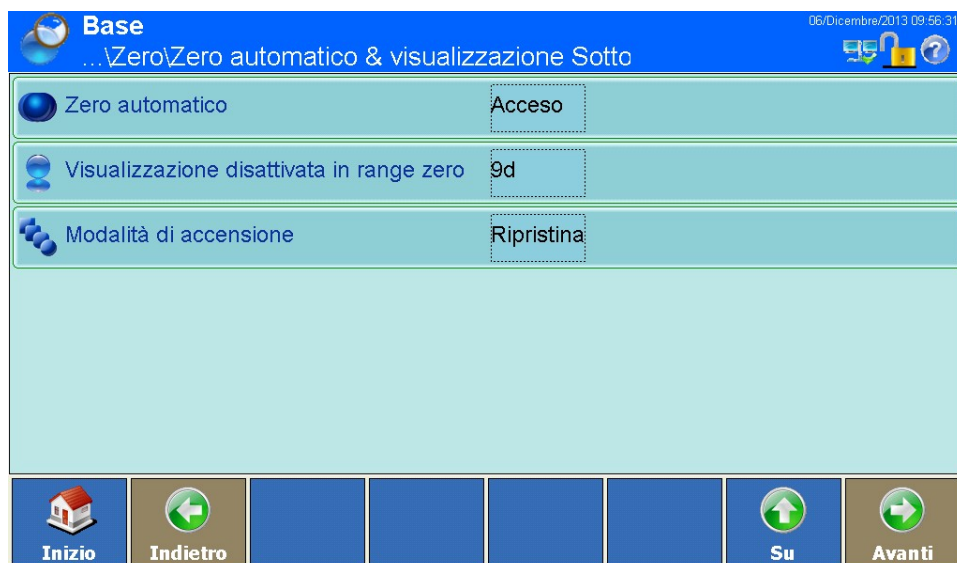 Base
06/Dicembre/2013 09:56:31
...\Zero\Zero automatico & visualizzazione Sotto
Zero automatico Acceso
Visualizzazione disattivata in range zero 9d
Modalità di accensione Ripristina
Inizio Indietro Su Avanti